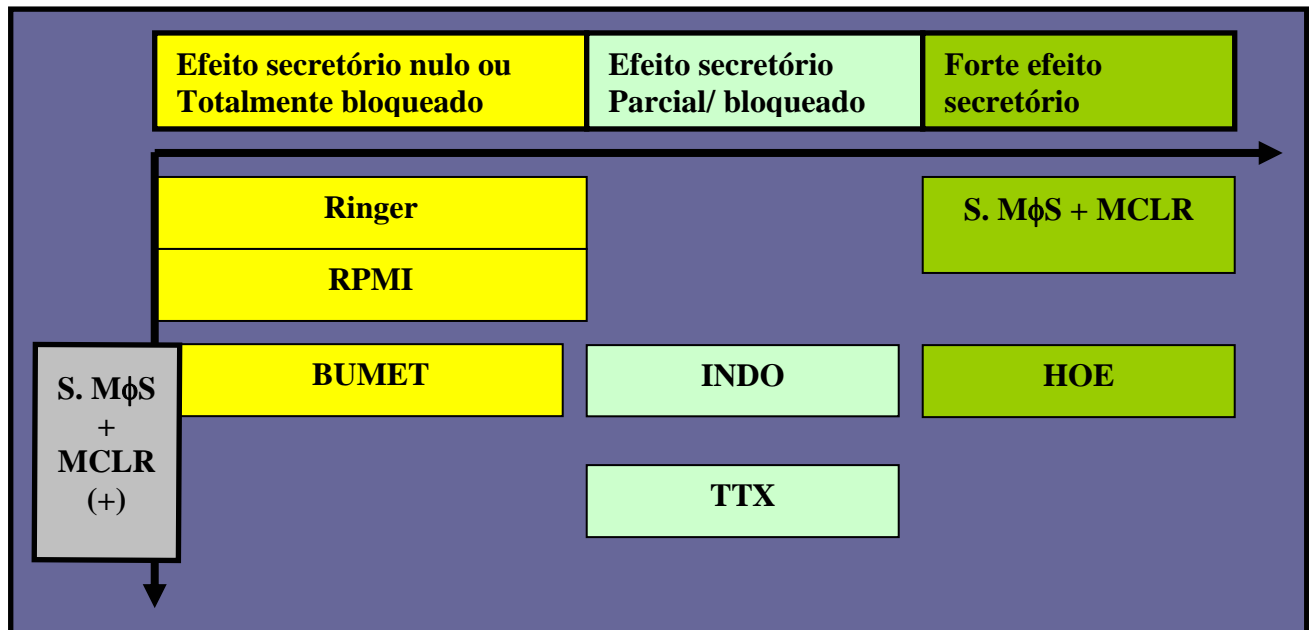 Efeito secretório nulo ou
Totalmente bloqueado
Efeito secretório
Parcial/ bloqueado
Forte efeito
secretório
Ringer
S. MϕS + MCLR
RPMI
S. MϕS
+
MCLR
(+)
BUMET
INDO
HOE
TTX